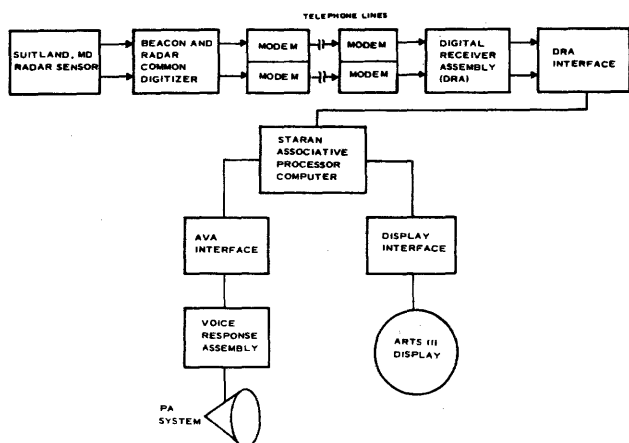 TELEPHONE LINES
SUITLAND, MD
RADAR SENSOR
BEACON AND
RADAR
COMMON
DIGITIZER
MODEM
MODEM
MODEM
MODEM
DIGITAL
RECEIVER
ASSEMBLY
(DRA)
DRA
INTERFACE
STARAN
ASSOCIATIVE
PROCESSOR
COMPUTER
AVA
INTERFACE
DISPLAY
INTERFACE
VOICE
RESPONSE
ASSEMBLY
ARTS III
DISPLAY
PA
SYSTEM